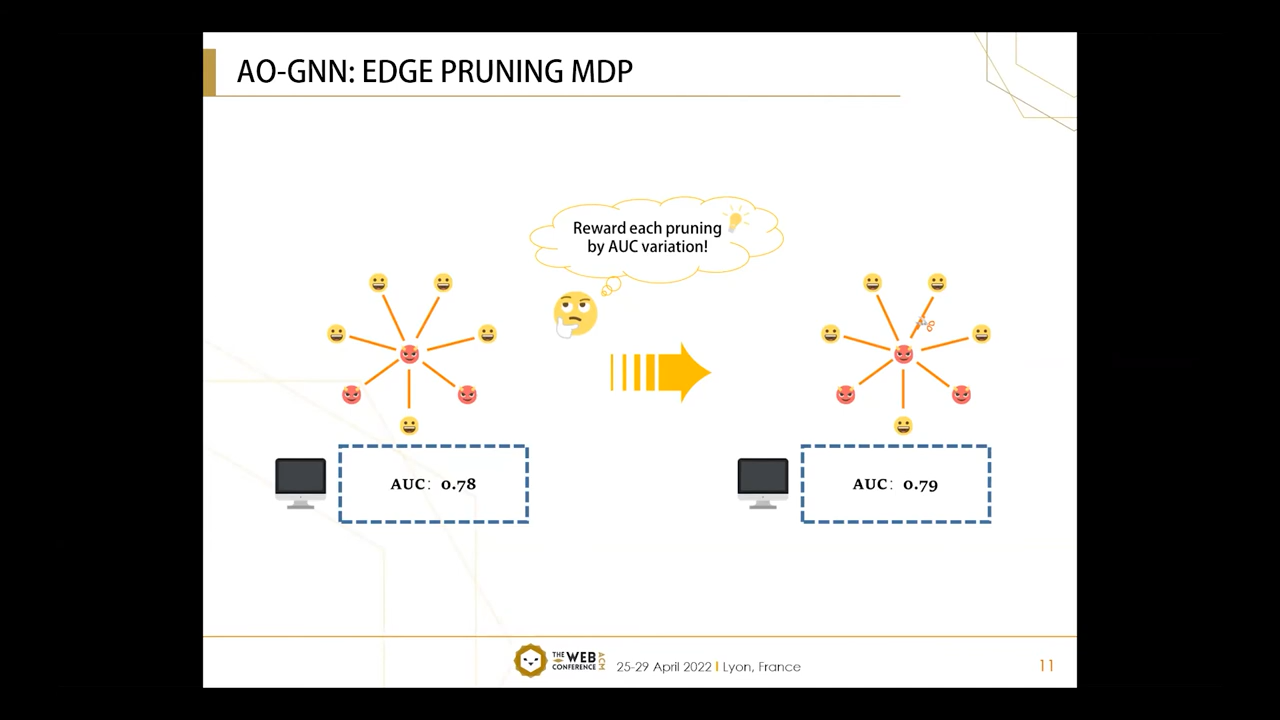 AO-GNN: EDGE PRUNING MDP
Reward each pruning
by AUC variation!
AUC: 0.78
AUC: 0.79
THE WEB CONFERENCE ACM
25-29 April 2022 | Lyon, France
11